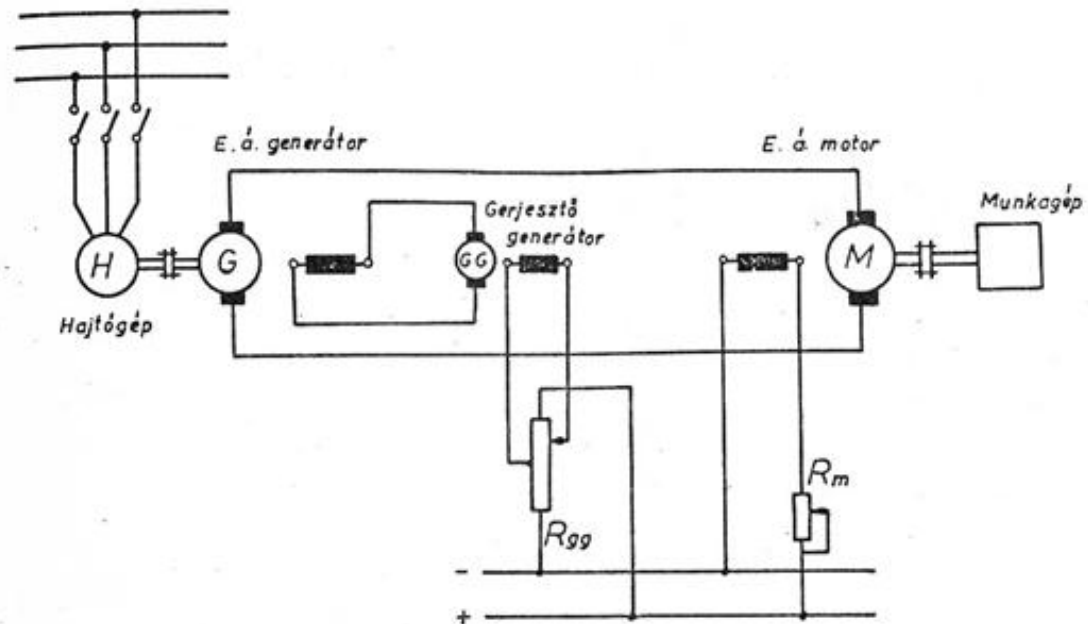 E. á. generátor
E. á. motor
Munkagép
Gerjesztő
generátor
H
G
GG
M
Hajtógép
Rm
Rgg
-
+